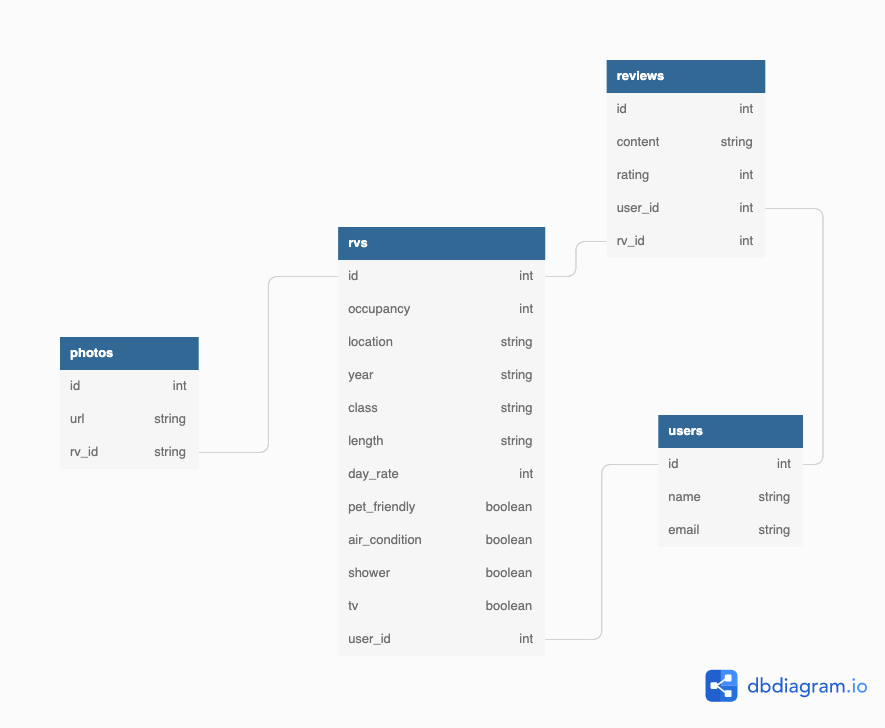 reviews
id int
content string
rating int
user_id int
rv_id int
rvs
id int
occupancy int
location string
year string
class string
length string
day_rate int
pet_friendly boolean
air_condition boolean
shower boolean
tv boolean
user_id int
photos
id int
url string
rv_id string
users
id int
name string
email string
dbdiagram.io